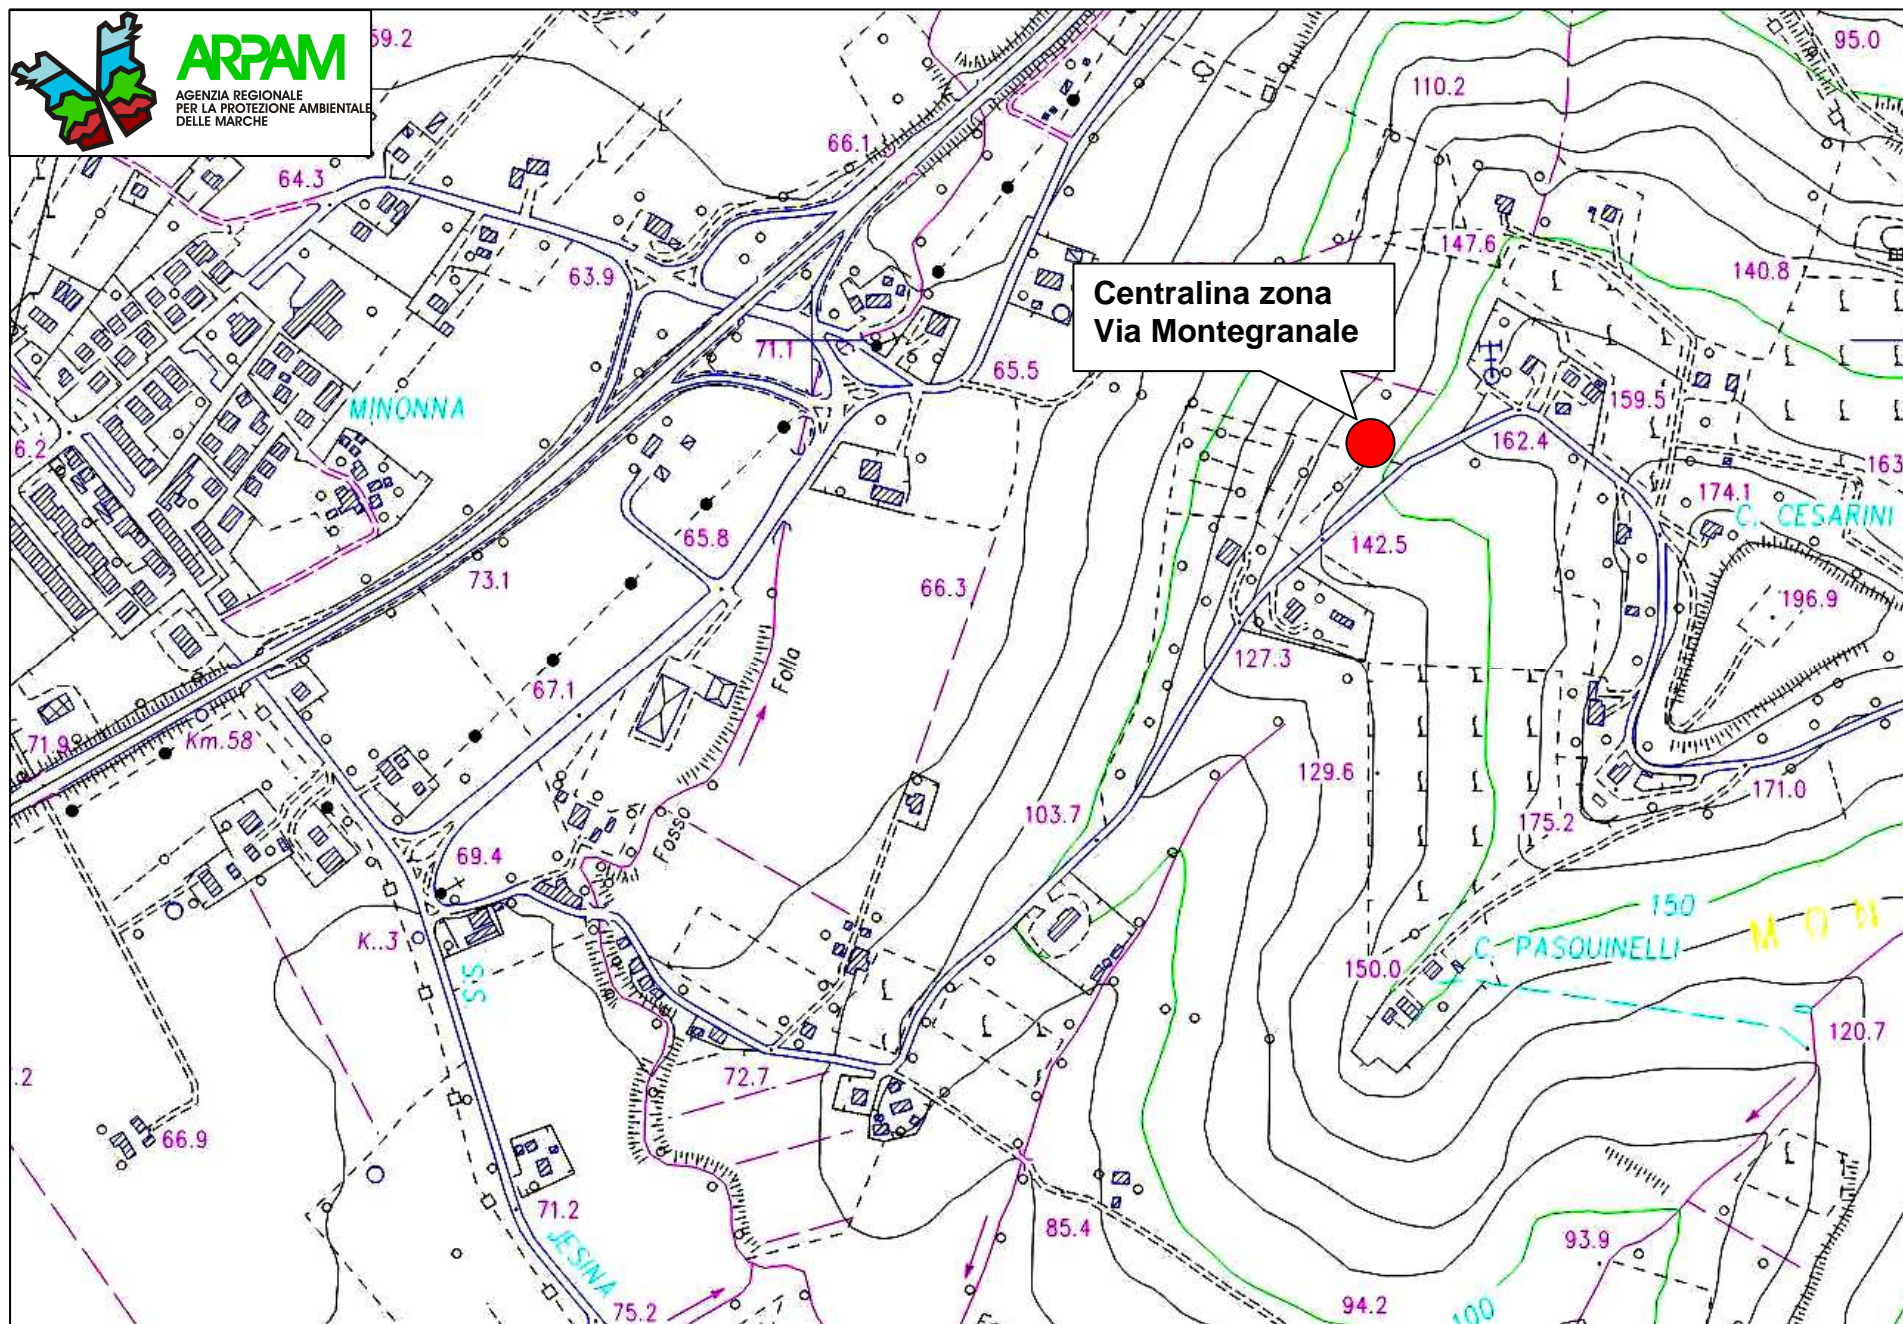 ARPAM
AGENZIA REGIONALE
PER LA PROTEZIONE AMBIENTALE
DELLE MARCHE
59.2
95.0
110.2
66.1
64.3
147.6
140.8
63.9
Centralina zona
Via Montegranale
71.1
65.5
MINONNA
159.5
162.4
6.2
163
174.1
C. CESARINI
65.8
142.5
73.1
66.3
196.9
127.3
Folla
67.1
Km.58
71.9
129.6
171.0
103.7
175.2
Fosso
69.4
150
MON
K..3
C. PASQUINELLI
150.0
S.S
120.7
.2
72.7
66.9
71.2
85.4
93.9
JESINA
94.2
100
75.2